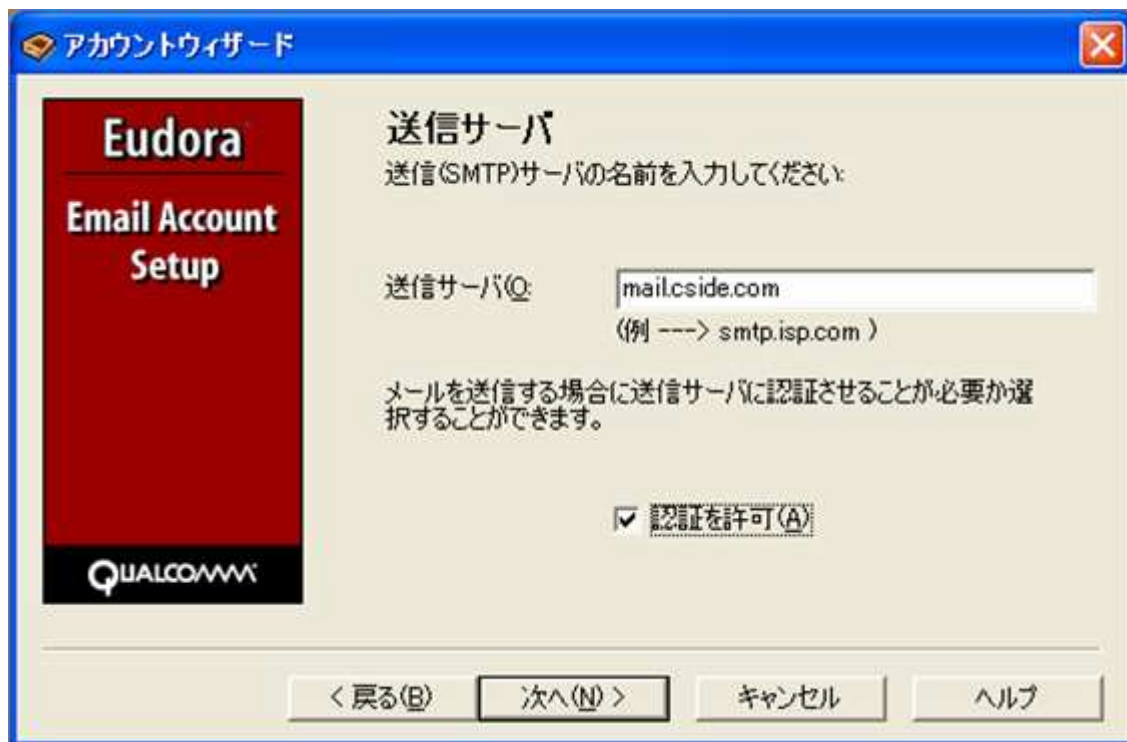 アカウントウィザード
Eudora
Email Account
Setup
QUALCOMM
送信サーバ
送信(SMTP)サーバの名前を入力してください:
送信サーバ(O:
mail.cside.com
(例 ---> smtp.isp.com )
メールを送信する場合に送信サーバに認証させることが必要か選
択することができます。
認証を許可(A)
< 戻る(B)
次へ(N) >
キャンセル
ヘルプ